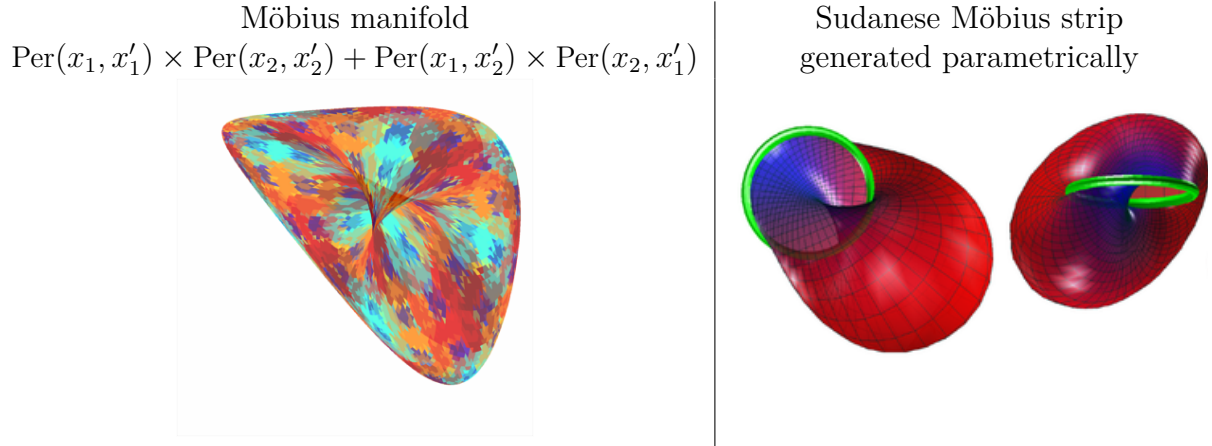 Möbius manifold
Per(x₁, x′₁) × Per(x₂, x′₂) + Per(x₁, x′₂) × Per(x₂, x′₁)
Sudanese Möbius strip
generated parametrically